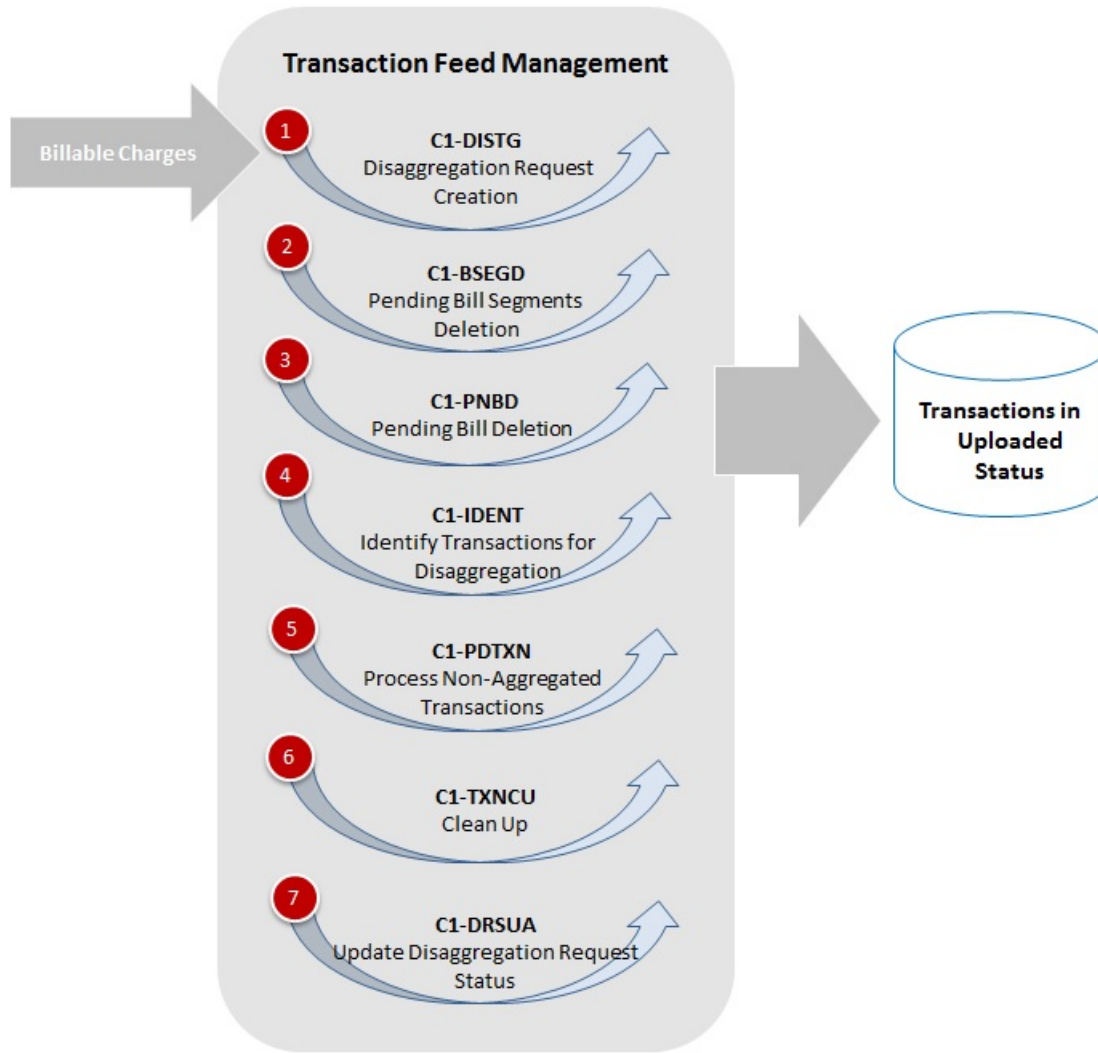 Transaction Feed Management
Billable Charges
1
C1-DISTG
Disaggregation Request
Creation
2
C1-BSEGD
Pending Bill Segments
Deletion
3
C1-PNBD
Pending Bill Deletion
4
C1-IDENT
Identify Transactions for
Disaggregation
5
C1-PDTXN
Process Non-Aggregated
Transactions
6
C1-TXNCU
Clean Up
7
C1-DRSUA
Update Disaggregation Request
Status
Transactions in
Uploaded
Status